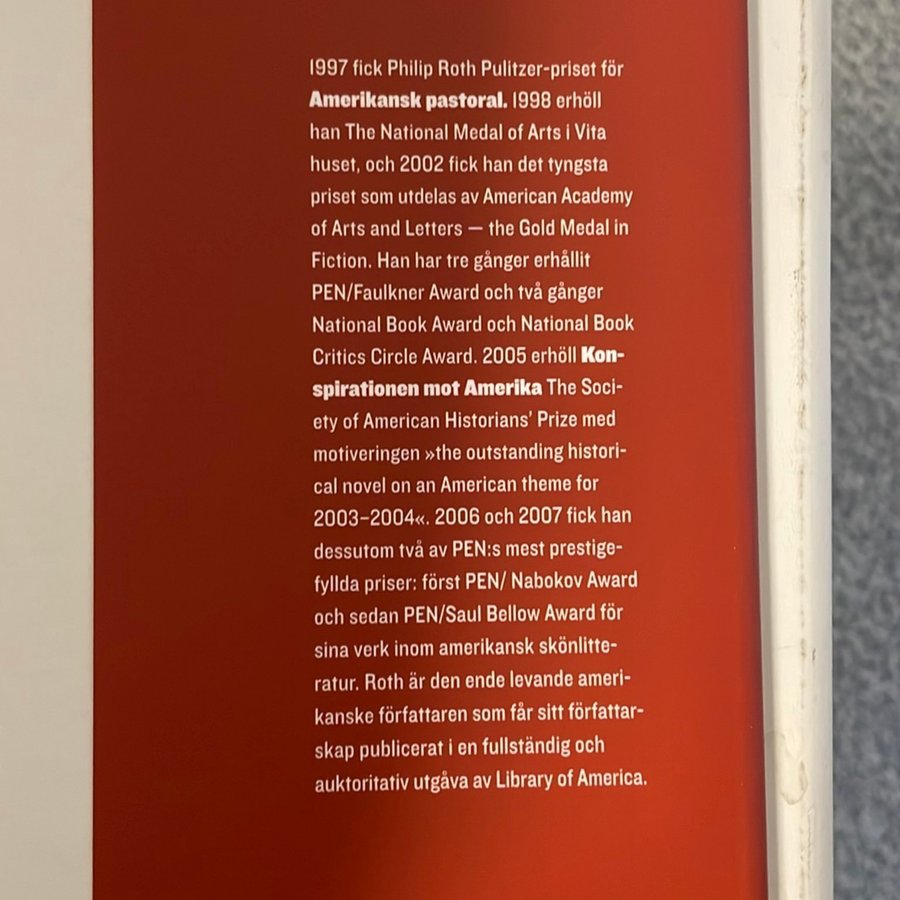 1997 fick Philip Roth Pulitzer-priset för
Amerikansk pastoral. 1998 erhöll
han The National Medal of Arts i Vita
huset, och 2002 fick han det tyngsta
priset som utdelas av American Academy
of Arts and Letters — the Gold Medal in
Fiction. Han har tre gånger erhållit
PEN/Faulkner Award och två gånger
National Book Award och National Book
Critics Circle Award. 2005 erhöll Kon-
spirationen mot Amerika The Soci-
ety of American Historians' Prize med
motiveringen »the outstanding histori-
cal novel on an American theme for
2003–2004«. 2006 och 2007 fick han
dessutom två av PEN:s mest prestige-
fyllda priser: först PEN/ Nabokov Award
och sedan PEN/Saul Bellow Award för
sina verk inom amerikansk skönlitte-
ratur. Roth är den ende levande ameri-
kanske författaren som får sitt författar-
skap publicerat i en fullständig och
auktoritativ utgåva av Library of America.